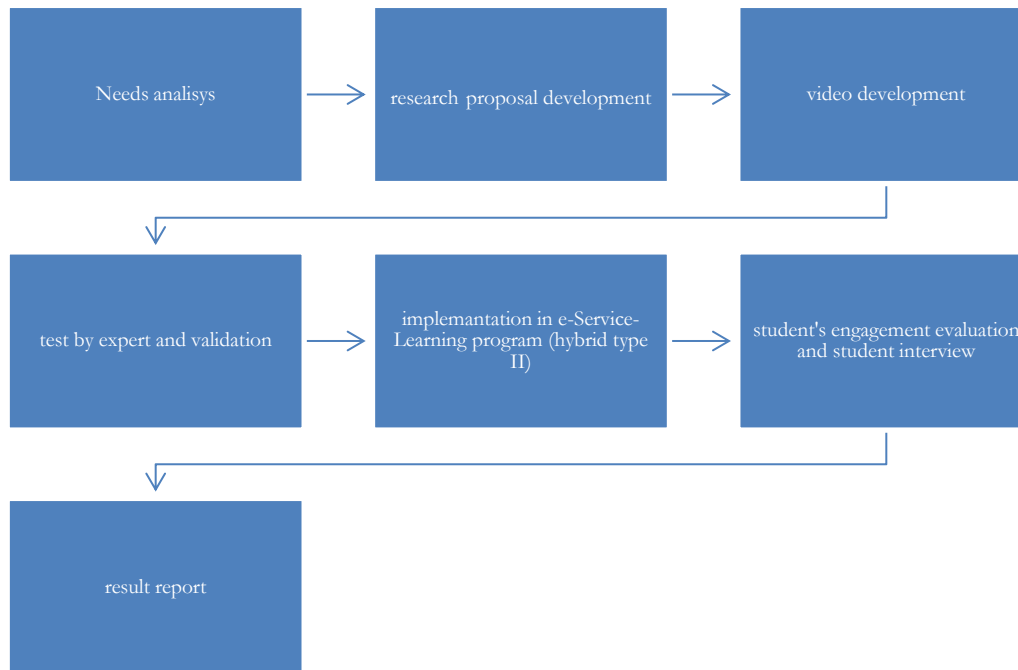 Needs analisys
research proposal development
video development
test by expert and validation
implemantation in e-Service-
Learning program (hybrid type
II)
student's engagement evaluation
and student interview
result report